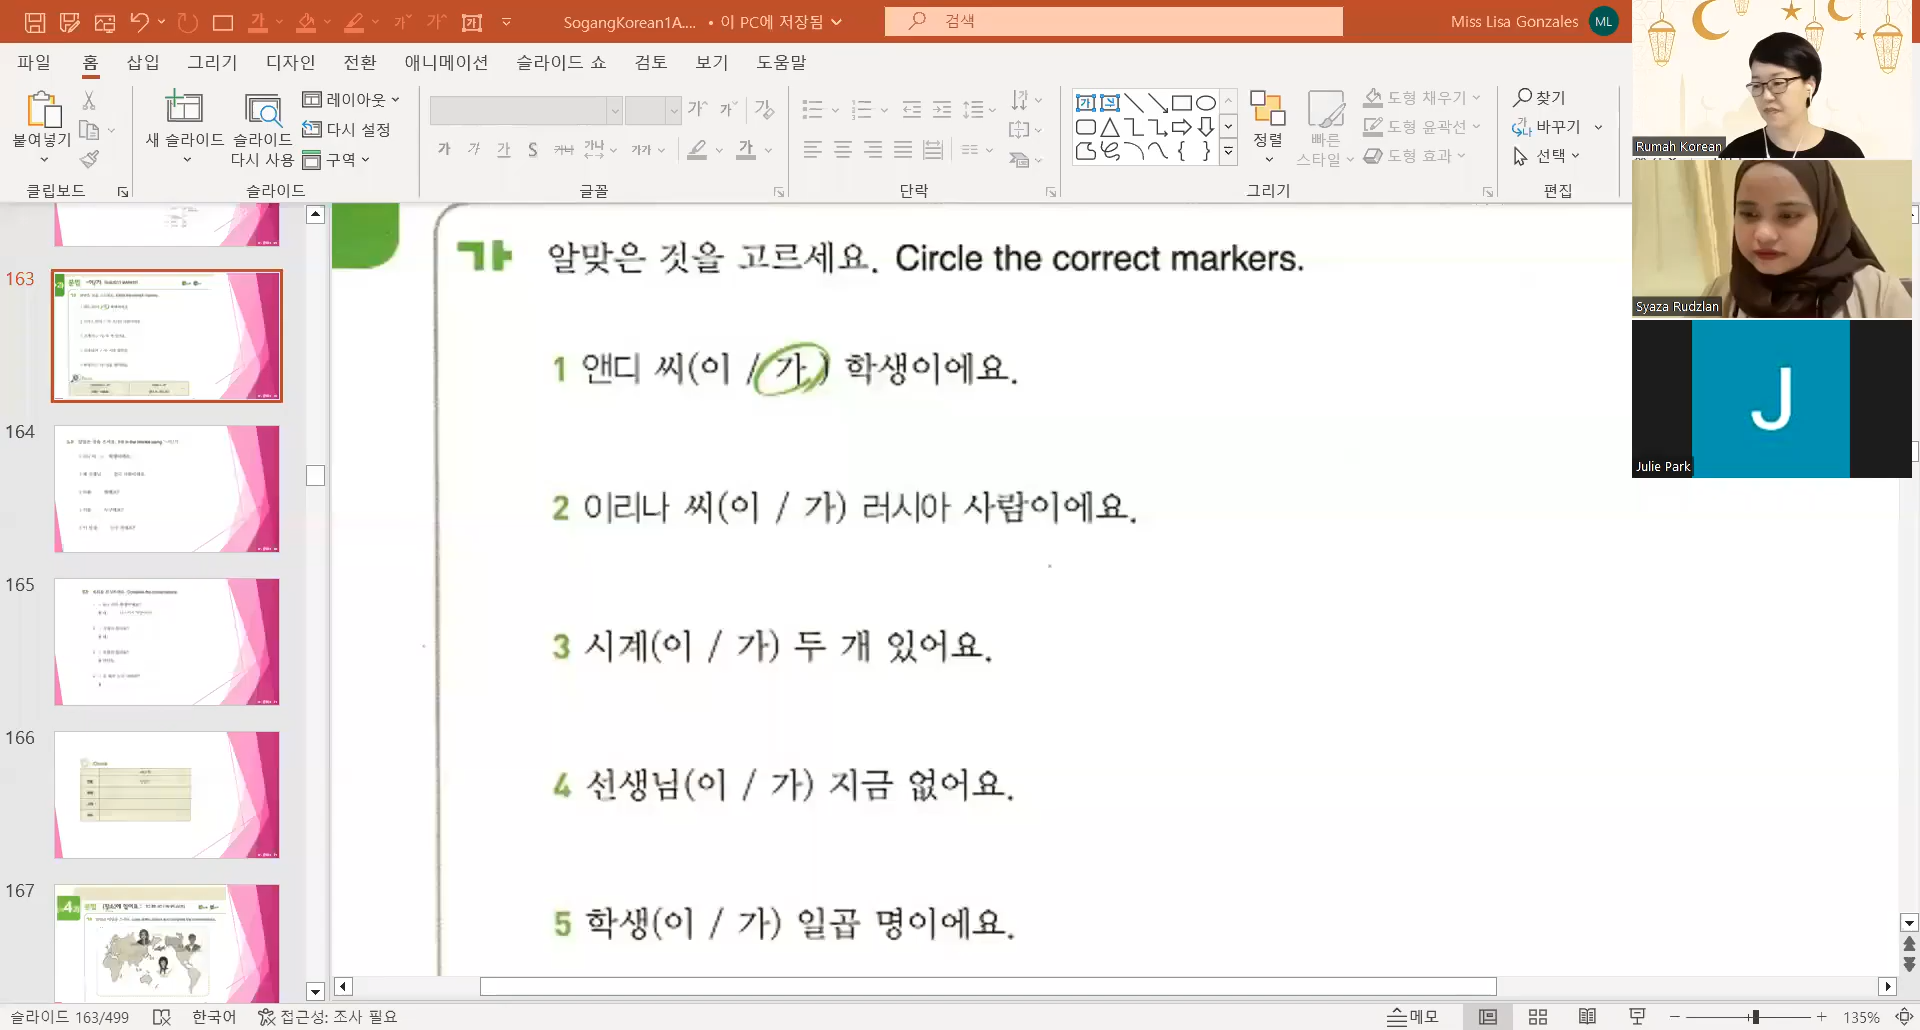 SogangKorean1A.... • 이 PC에 저장됨
검색
Miss Lisa Gonzales ML
파일 홈 삽입 그리기 디자인 전환 애니메이션 슬라이드 쇼 검토 보기 도움말
붙여넣기
새 슬라이드
슬라이드 다시 사용
레이아웃
다시 설정
구역
정렬
빠른 스타일
도형 채우기
도형 윤곽선
도형 효과
찾기
바꾸기
선택
클립보드 슬라이드 글꼴 단락 그리기 편집
Rumah Korean
Syaza Rudzlan
J
Julie Park
163
164
165
166
167
가 알맞은 것을 고르세요. Circle the correct markers.
1 앤디 씨(이 / 가) 학생이에요.
2 이리나 씨(이 / 가) 러시아 사람이에요.
3 시계(이 / 가) 두 개 있어요.
4 선생님(이 / 가) 지금 없어요.
5 학생(이 / 가) 일곱 명이에요.
슬라이드 163/499 한국어 접근성: 조사 필요 메모 135%